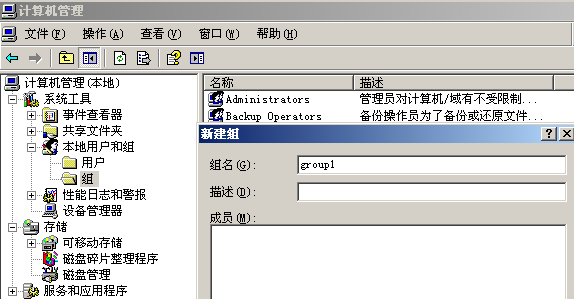 计算机管理
文件(F) 操作(A) 查看(V) 窗口(W) 帮助(H)
计算机管理(本地)
系统工具
事件查看器
共享文件夹
本地用户和组
用户
组
性能日志和警报
设备管理器
存储
可移动存储
磁盘碎片整理程序
磁盘管理
服务和应用程序
名称 描述
Administrators 管理员对计算机/域有不受限制...
Backup Operators 备份操作员为了备份或还原文件...
新建组
组名(G): group1
描述(D):
成员(M):